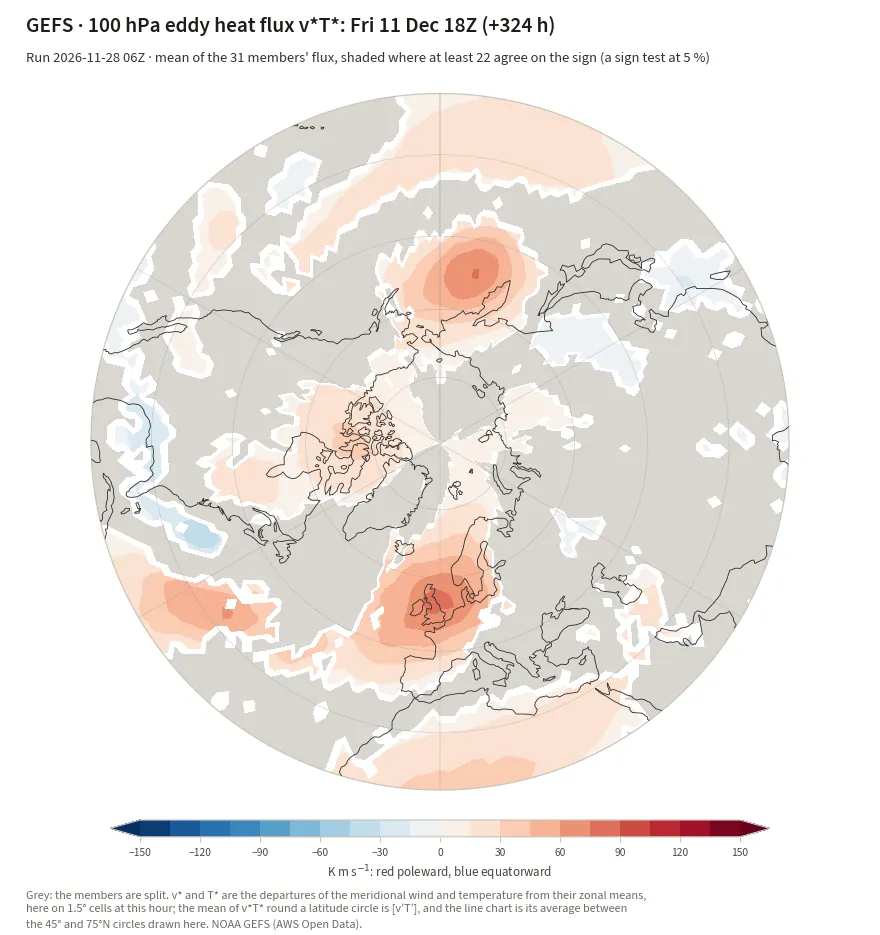 GEFS · 100 hPa eddy heat flux v*T*: Fri 11 Dec 18Z (+324 h)
Run 2026-11-28 06Z · mean of the 31 members' flux, shaded where at least 22 agree on the sign (a sign test at 5 %)
−150 −120 −90 −60 −30 0 30 60 90 120 150
K m s⁻¹: red poleward, blue equatorward
Grey: the members are split. v* and T* are the departures of the meridional wind and temperature from their zonal means,
here on 1.5° cells at this hour; the mean of v*T* round a latitude circle is [v'T'], and the line chart is its average between
the 45° and 75°N circles drawn here. NOAA GEFS (AWS Open Data).